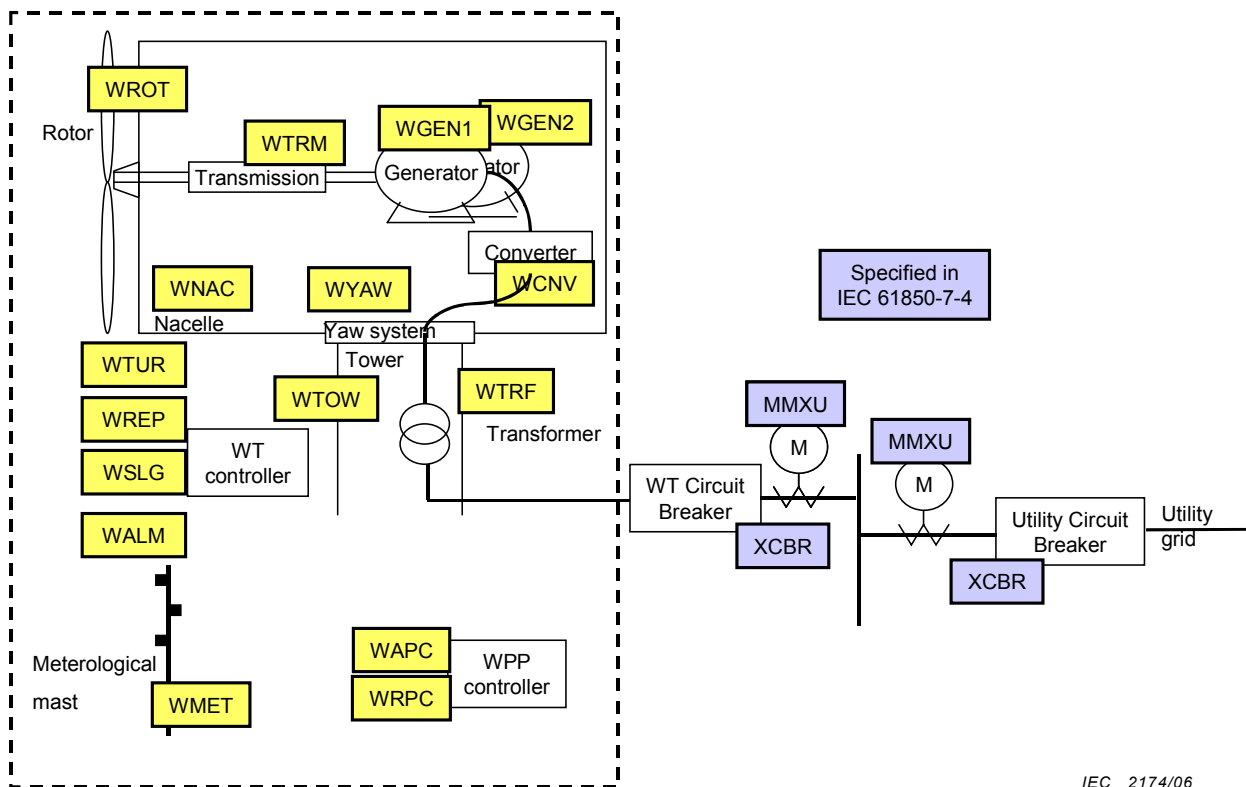 WROT
Rotor
WTRM
Transmission
WGEN1
WGEN2
Generator
ator
Converter
WCNV
WNAC
Nacelle
WYAW
Yaw system
Tower
WTUR
WREP
WSLG
WALM
WT
controller
WTOW
WTRF
Transformer
Meterológical
mast
WMET
WAPC
WRPC
WPP
controller
Specified in
IEC 61850-7-4
MMXU
M
WT Circuit
Breaker
XCBR
MMXU
M
Utility Circuit
Breaker
XCBR
Utility
grid
IEC 2174/06